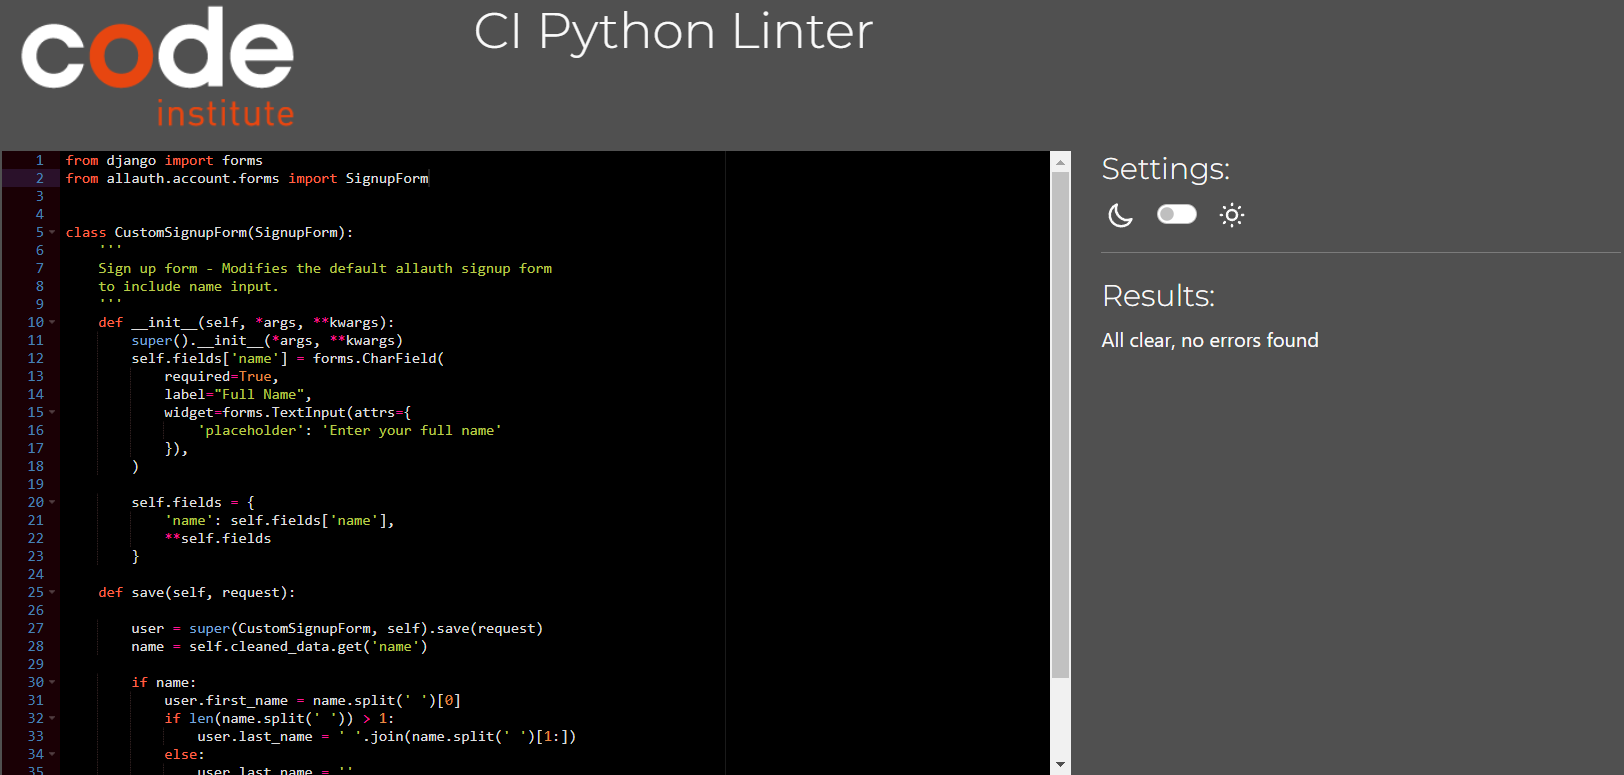 code
institute
CI Python Linter
1 from django import forms
2 from allauth.account.forms import SignupForm
3
4
5 class CustomSignupForm(SignupForm):
6     '''
7     Sign up form - Modifies the default allauth signup form
8     to include name input.
9     '''
10     def __init__(self, *args, **kwargs):
11         super().__init__(*args, **kwargs)
12         self.fields['name'] = forms.CharField(
13             required=True,
14             label="Full Name",
15             widget=forms.TextInput(attrs={
16                 'placeholder': 'Enter your full name'
17             }),
18         )
19
20         self.fields = {
21             'name': self.fields['name'],
22             **self.fields
23         }
24
25     def save(self, request):
26
27         user = super(CustomSignupForm, self).save(request)
28         name = self.cleaned_data.get('name')
29
30         if name:
31             user.first_name = name.split(' ')[0]
32             if len(name.split(' ')) > 1:
33                 user.last_name = ' '.join(name.split(' ')[1:])
34             else:
35                 user.last_name = ''
Settings:
Results:
All clear, no errors found